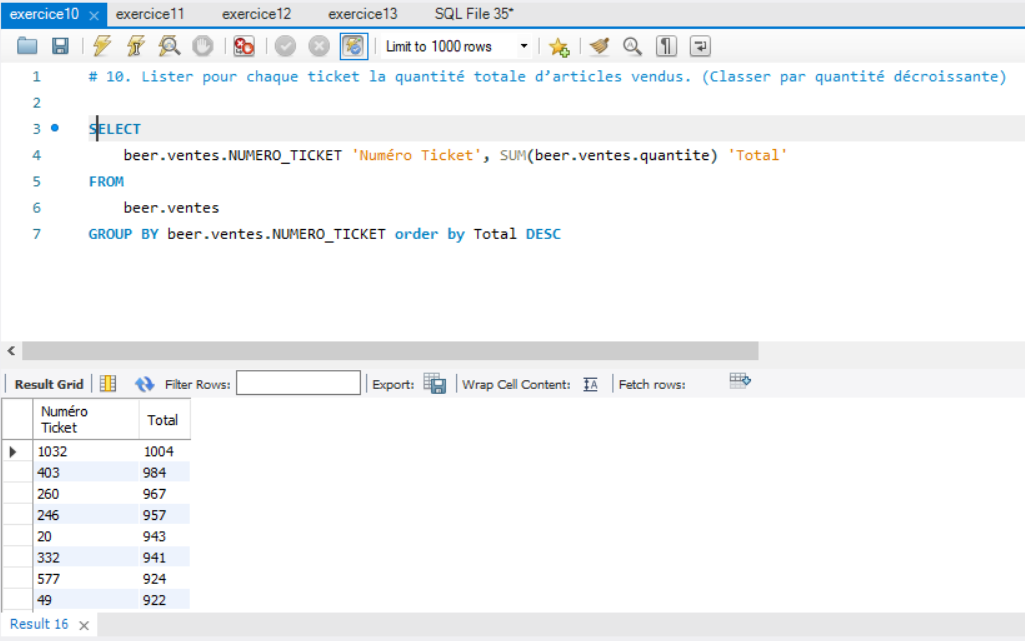 exercice10 × exercice11 exercice12 exercice13 SQL File 35*
Limit to 1000 rows
1 # 10. Lister pour chaque ticket la quantité totale d’articles vendus. (Classer par quantité décroissante)
2
3 SELECT
4 beer.ventes.NUMERO_TICKET 'Numéro Ticket', SUM(beer.ventes.quantite) 'Total'
5 FROM
6 beer.ventes
7 GROUP BY beer.ventes.NUMERO_TICKET order by Total DESC
Result Grid Filter Rows: Export: Wrap Cell Content: IA Fetch rows:
Numéro
Ticket Total
1032 1004
403 984
260 967
246 957
20 943
332 941
577 924
49 922
Result 16 ×